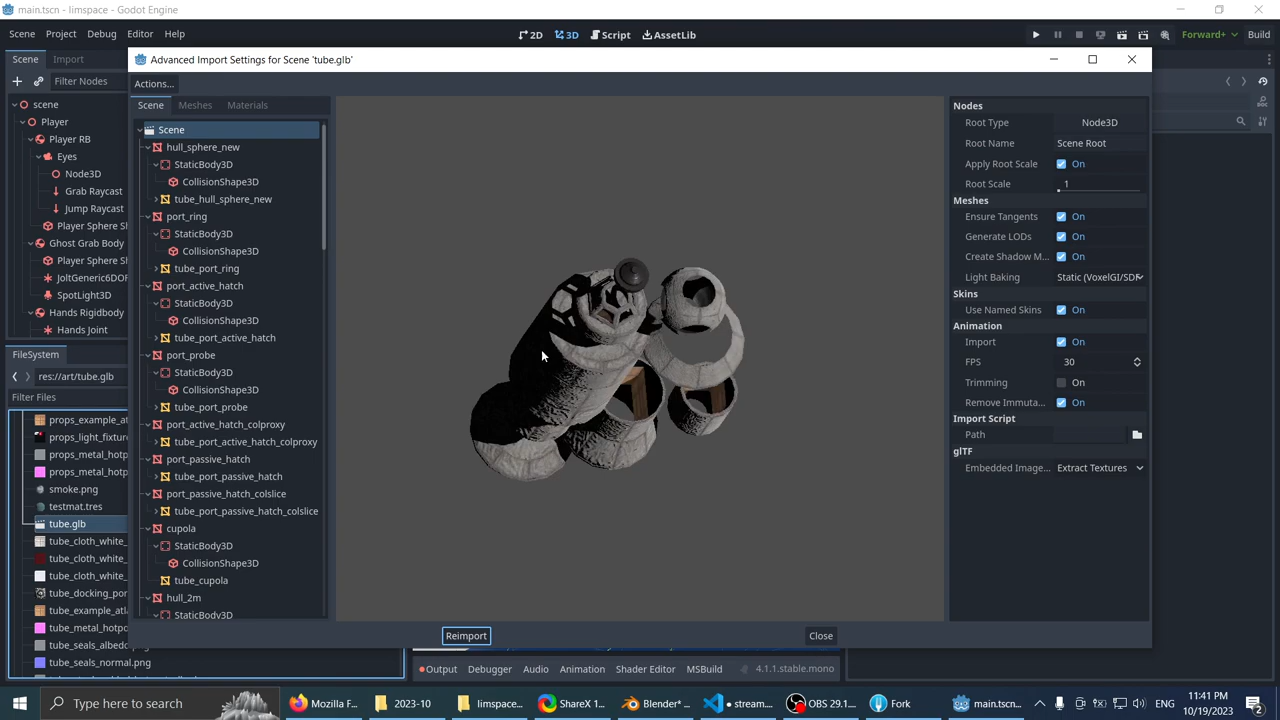 main.tscn - limspace - Godot Engine
Scene Project Debug Editor Help
2D 3D Script AssetLib
Forward+ Build
Scene Import
Filter Nodes
scene
Player
Player RB
Eyes
Node3D
Grab Raycast
Jump Raycast
Player Sphere Sh
Ghost Grab Body
Player Sphere Sh
JoltGeneric6DOF
SpotLight3D
Hands Rigidbody
Hands Joint
FileSystem
res://art/tube.glb
Filter Files
props_example_at
props_light_fixture
props_metal_hotp
props_metal_hotp
smoke.png
testmat.tres
tube.glb
tube_cloth_white_
tube_cloth_white_
tube_cloth_white_
tube_docking_por
tube_example_atla
tube_metal_hotpo
tube_seals_albedo
tube_seals_normal.png
Advanced Import Settings for Scene 'tube.glb'
Actions...
Scene Meshes Materials
Scene
hull_sphere_new
StaticBody3D
CollisionShape3D
tube_hull_sphere_new
port_ring
StaticBody3D
CollisionShape3D
tube_port_ring
port_active_hatch
StaticBody3D
CollisionShape3D
tube_port_active_hatch
port_probe
StaticBody3D
CollisionShape3D
tube_port_probe
port_active_hatch_colproxy
tube_port_active_hatch_colproxy
port_passive_hatch
tube_port_passive_hatch
port_passive_hatch_colslice
tube_port_passive_hatch_colslice
cupola
StaticBody3D
CollisionShape3D
tube_cupola
hull_2m
StaticBody3D
Nodes
Root Type Node3D
Root Name Scene Root
Apply Root Scale On
Root Scale 1
Meshes
Ensure Tangents On
Generate LODs On
Create Shadow M... On
Light Baking Static (VoxelGI/SDF
Skins
Use Named Skins On
Animation
Import On
FPS 30
Trimming On
Remove Immuta... On
Import Script
Path
glTF
Embedded Image... Extract Textures
Reimport Close
Output Debugger Audio Animation Shader Editor MSBuild 4.1.1.stable.mono
Type here to search
Mozilla F... 2023-10 limspace... ShareX 1... Blender* ... ● stream.... OBS 29.1... Fork main.tscn...
ENG 11:41 PM
10/19/2023 2